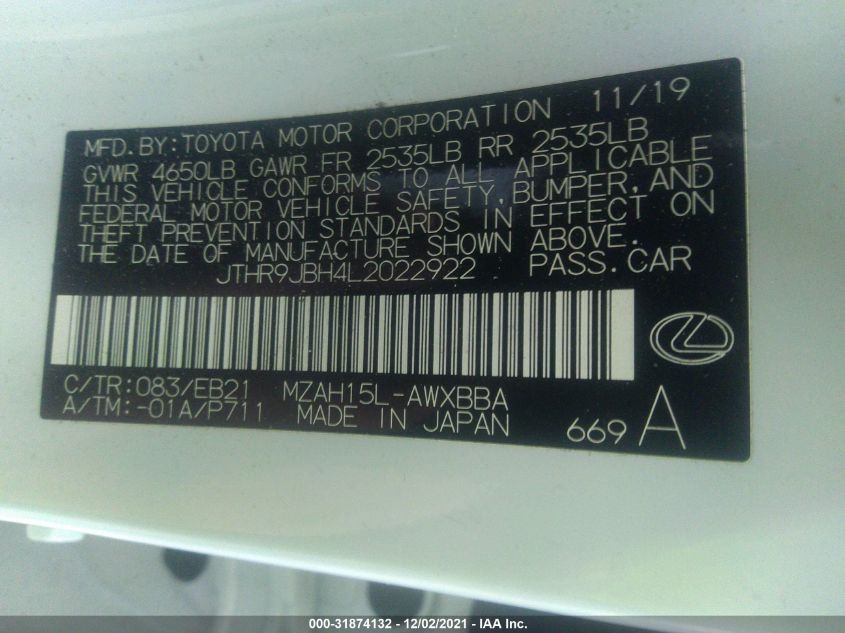 MFD. BY: TOYOTA MOTOR CORPORATION 11/19
GVWR 4650LB GAWR FR 2535LB RR 2535LB
THIS VEHICLE CONFORMS TO ALL APPLICABLE
FEDERAL MOTOR VEHICLE SAFETY, BUMPER, AND
THEFT PREVENTION STANDARDS IN EFFECT ON
THE DATE OF MANUFACTURE SHOWN ABOVE.
JTHR9JBH4L2022922 PASS. CAR
C/TR: 083/EB21 MZAH15L-AWXBBA
A/TM: -01A/P711 MADE IN JAPAN 669 A
000-31874132 - 12/02/2021 - IAA Inc.